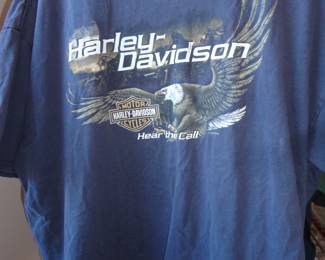 Harley-
Davidson
MOTOR
HARLEY-DAVIDSON
CYCLES
Hear the Call